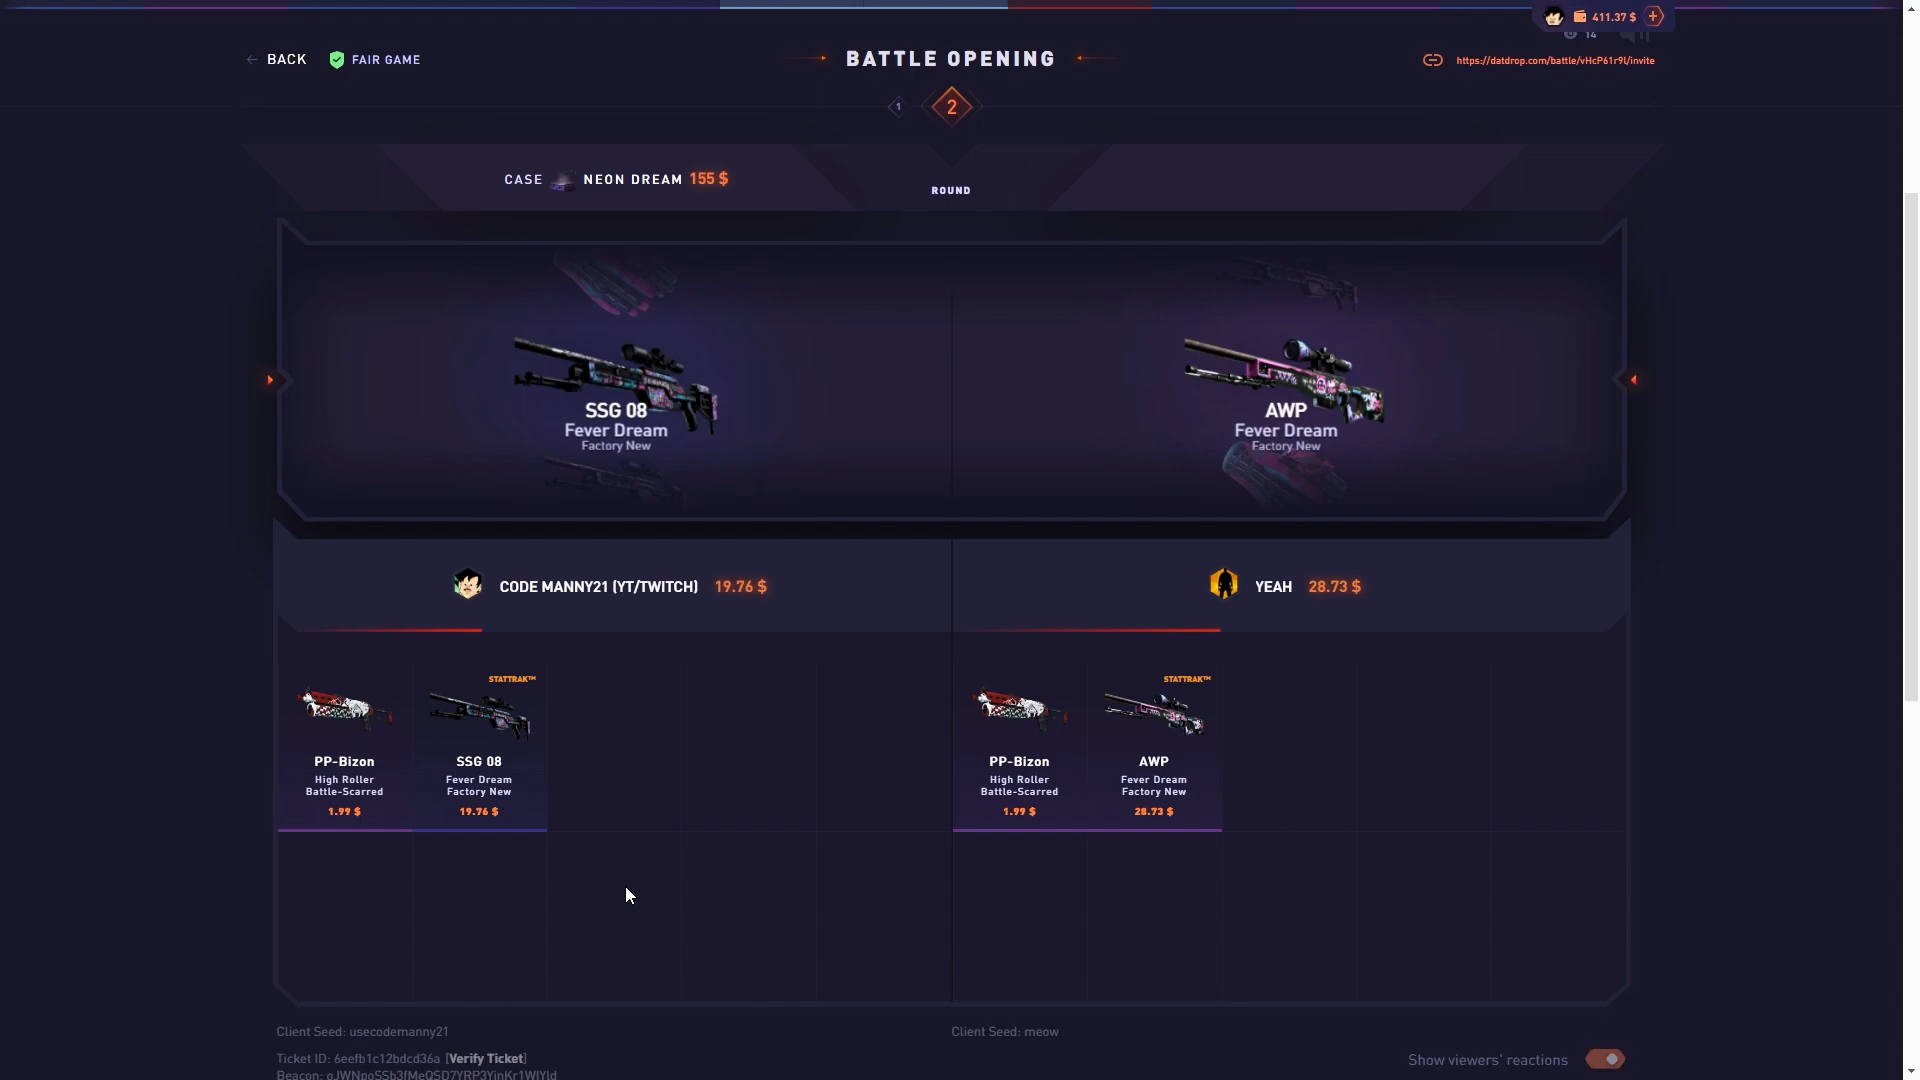 411.37 $
14
BACK
FAIR GAME
BATTLE OPENING
https://datdrop.com/battle/vHcP61r9l/invite
1
2
CASE NEON DREAM 155 $
ROUND
SSG 08
Fever Dream
Factory New
AWP
Fever Dream
Factory New
CODE MANNY21 (YT/TWITCH) 19.76 $
YEAH 28.73 $
PP-Bizon
High Roller
Battle-Scarred
1.99 $
STATTRAK™
SSG 08
Fever Dream
Factory New
19.76 $
PP-Bizon
High Roller
Battle-Scarred
1.99 $
STATTRAK™
AWP
Fever Dream
Factory New
28.73 $
Client Seed: usecodemanny21
Client Seed: meow
Ticket ID: 6eefb1c12bdcd36a [Verify Ticket]
Show viewers' reactions
Beacon: